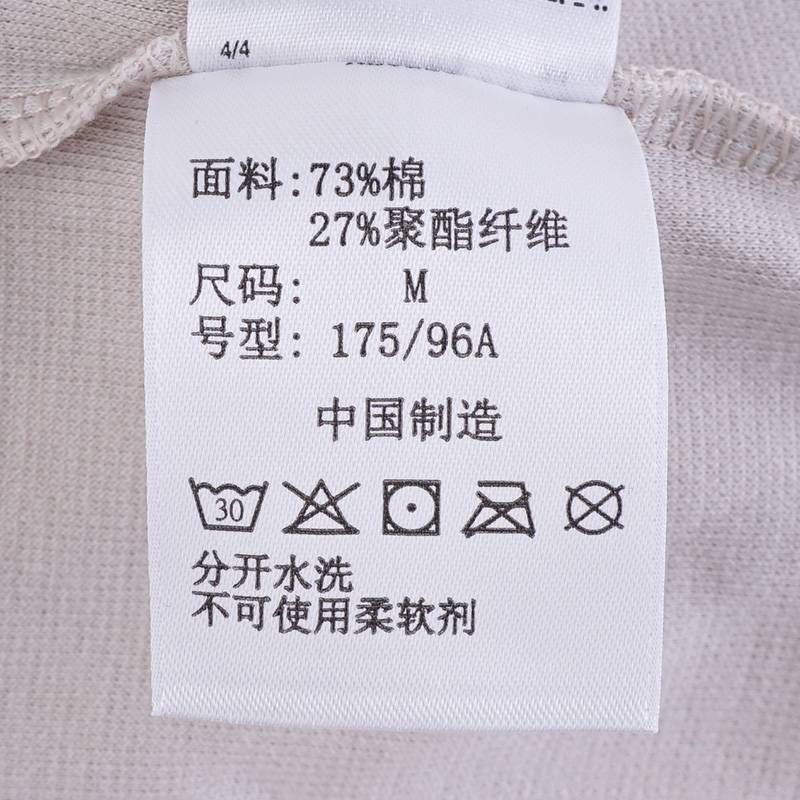 4/4
面料:73%棉
27%聚酯纤维
尺码: M
号型: 175/96A
中国制造
30
分开水洗
不可使用柔软剂